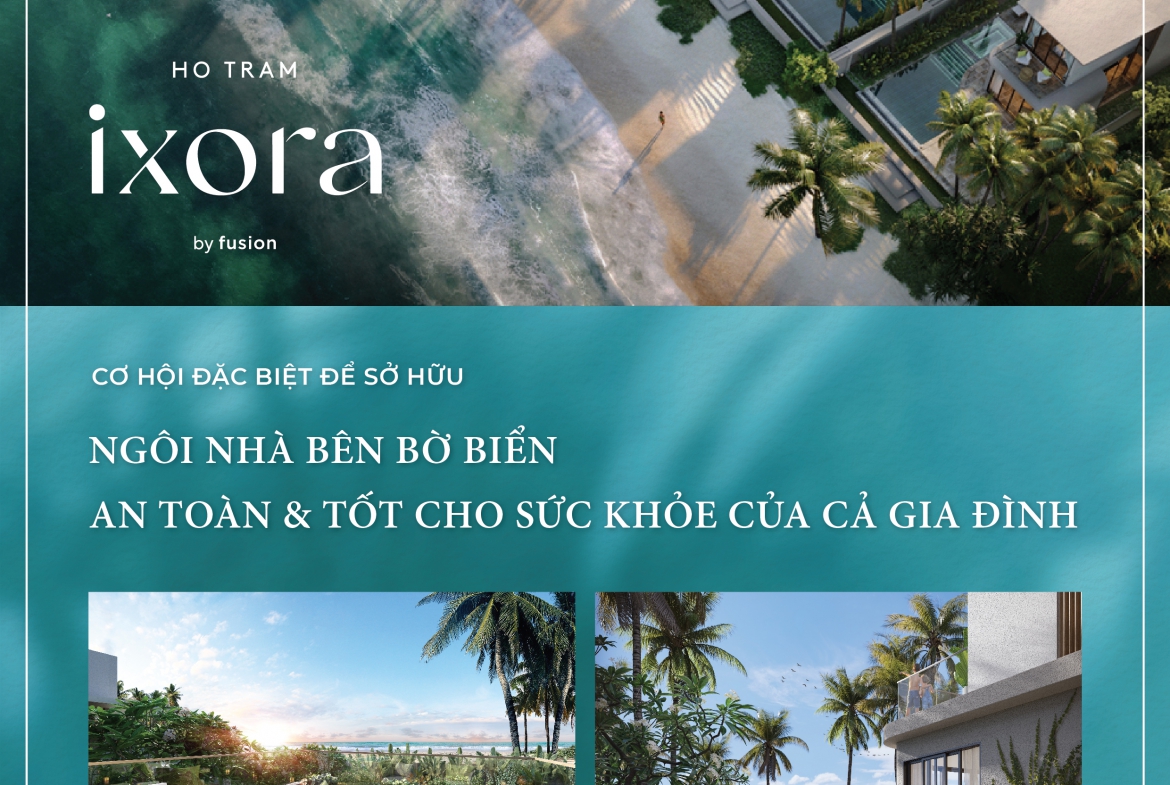 HO TRAM
ixora
by fusion
CƠ HỘI ĐẶC BIỆT ĐỂ SỞ HỮU
NGÔI NHÀ BÊN BỜ BIỂN
AN TOÀN & TỐT CHO SỨC KHỎE CỦA CẢ GIA ĐÌNH